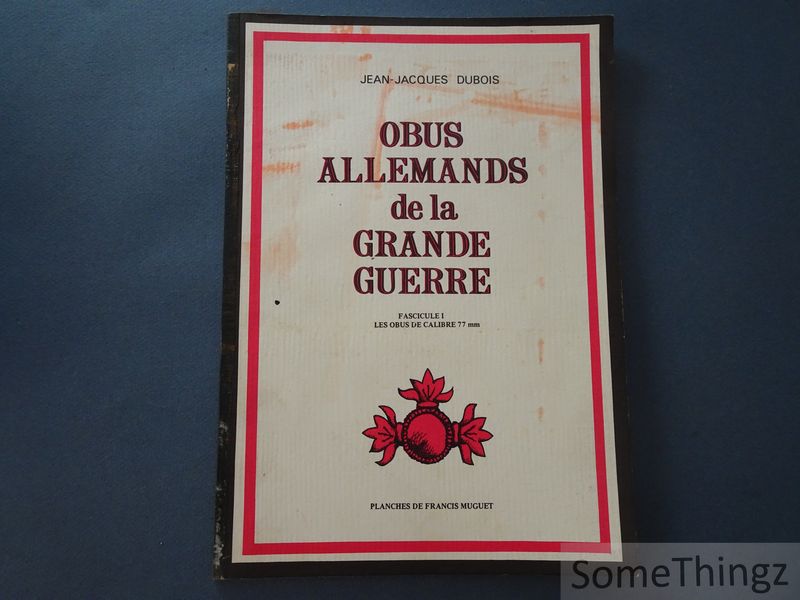 JEAN-JACQUES DUBOIS
OBUS
ALLEMANDS
de la
GRANDE
GUERRE
FASCICULE I
LES OBUS DE CALIBRE 77 mm
PLANCHES DE FRANCIS MUGUET
SomeThingz